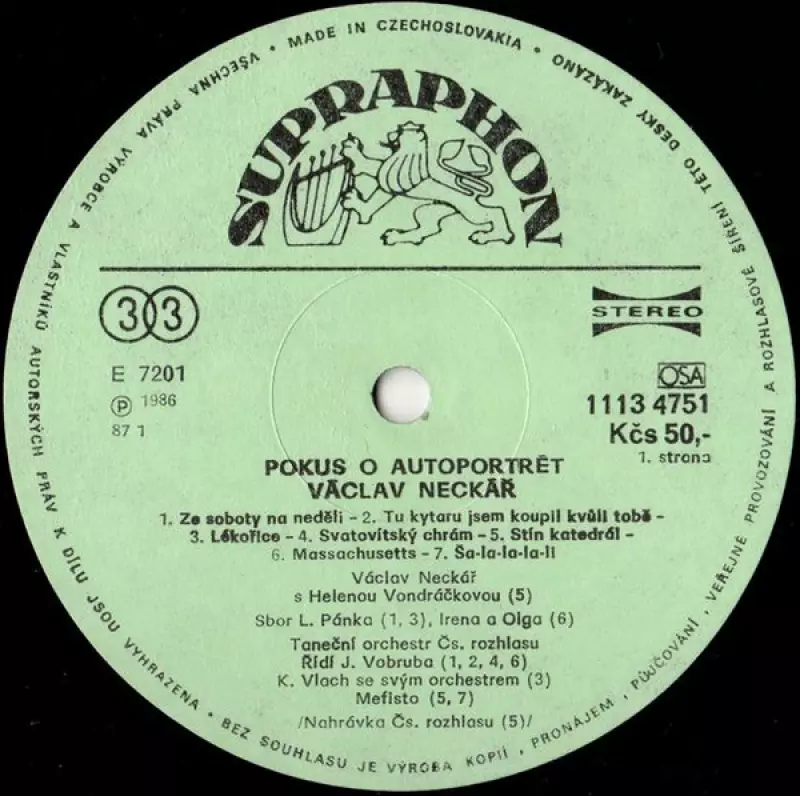 MADE IN CZECHOSLOVAKIA • VŠECHNA PRÁVA VÝROBCE A VLASTNÍKŮ AUTORSKÝCH PRÁV K DÍLU JSOU VYHRAZENA • BEZ SOUHLASU JE VÝROBA KOPIÍ, PRONÁJEM, PŮJČOVÁNÍ, VEŘEJNÉ PROVOZOVÁNÍ A ROZHLASOVÉ ŠÍŘENÍ TÉTO DESKY ZAKÁZÁNO •
SUPRAPHON
33
STEREO
E 7201
OSA
Ⓟ 1986
1113 4751
87 1
Kčs 50,-
1. strana
POKUS O AUTOPORTRÉT
VÁCLAV NECKÁŘ
1. Ze soboty na neděli – 2. Tu kytaru jsem koupil kvůli tobě –
3. Lékořice – 4. Svatovítský chrám – 5. Stín katedrál –
6. Massachusetts – 7. Ša-la-la-la-li
Václav Neckář
s Helenou Vondráčkovou (5)
Sbor L. Pánka (1, 3), Irena a Olga (6)
Taneční orchestr Čs. rozhlasu
Řídí J. Vobruba (1, 2, 4, 6)
K. Vlach se svým orchestrem (3)
Mefisto (5, 7)
/Nahrávka Čs. rozhlasu (5)/